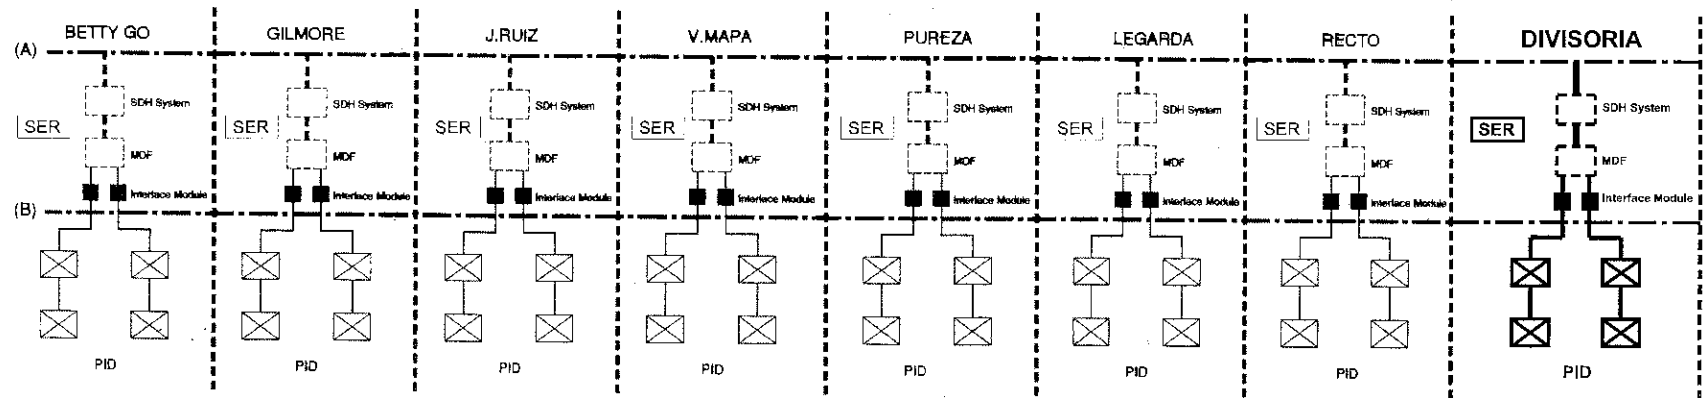 BETTY GO GILMORE J.RUIZ V.MAPA PUREZA LEGARDA RECTO DIVISORIA
(A)
SDH System SDH System SDH System SDH System SDH System SDH System SDH System SDH System
SER SER SER SER SER SER SER SER
MDF MDF MDF MDF MDF MDF MDF MDF
Interface Module Interface Module Interface Module Interface Module Interface Module Interface Module Interface Module Interface Module
(B)
PID PID PID PID PID PID PID PID